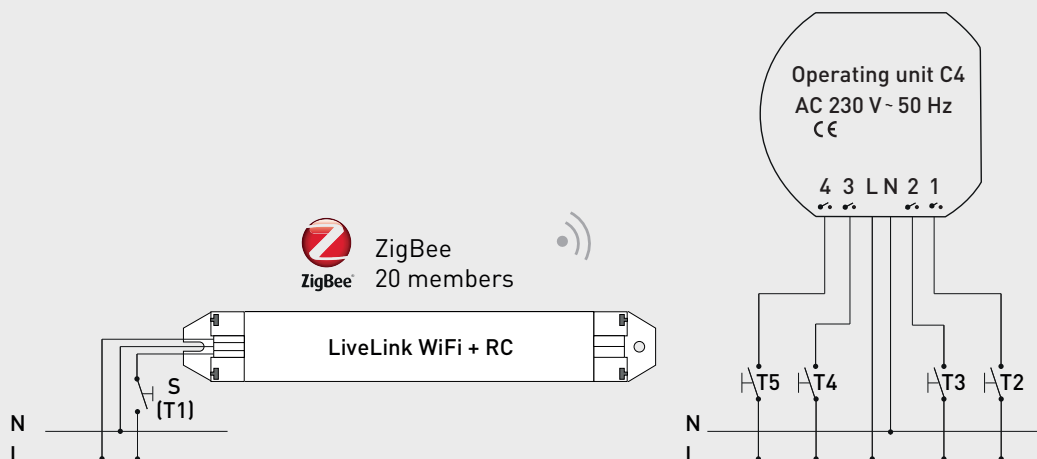 Operating unit C4
AC 230 V ~ 50 Hz
CE
4 3 L N 2 1
ZigBee
20 members
ZigBee®
LiveLink WiFi + RC
S
(T1)
T5 T4 T3 T2
N
L
N
L